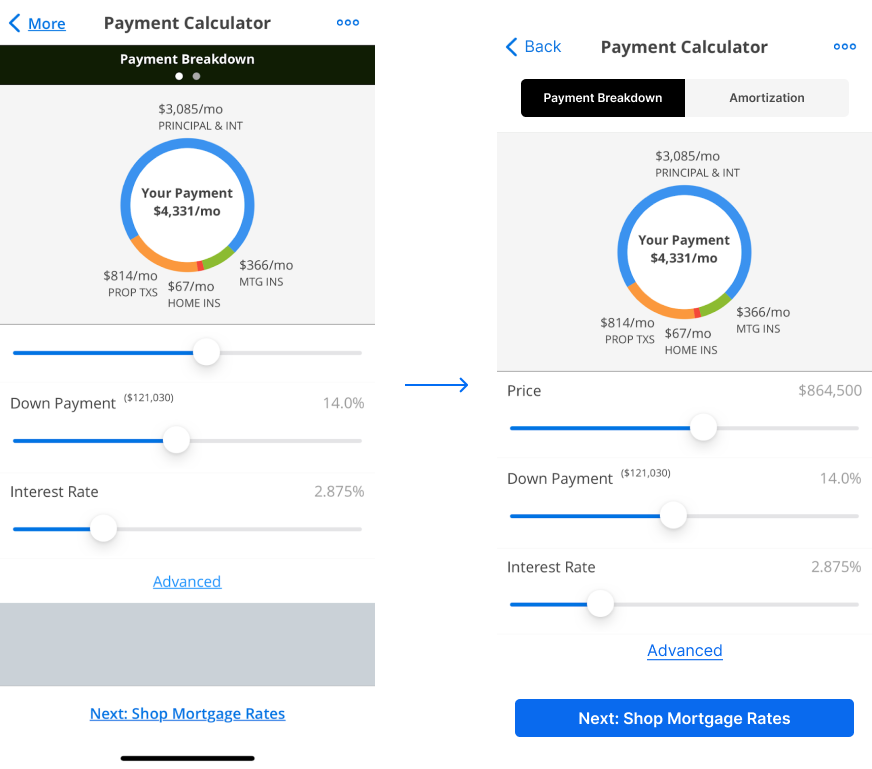 More
Payment Calculator
Payment Breakdown
$3,085/mo
PRINCIPAL & INT
Your Payment
$4,331/mo
$814/mo
PROP TXS
$67/mo
HOME INS
$366/mo
MTG INS
Down Payment ($121,030) 14.0%
Interest Rate 2.875%
Advanced
Next: Shop Mortgage Rates
Back
Payment Calculator
Payment Breakdown
Amortization
$3,085/mo
PRINCIPAL & INT
Your Payment
$4,331/mo
$814/mo
PROP TXS
$67/mo
HOME INS
$366/mo
MTG INS
Price $864,500
Down Payment ($121,030) 14.0%
Interest Rate 2.875%
Advanced
Next: Shop Mortgage Rates